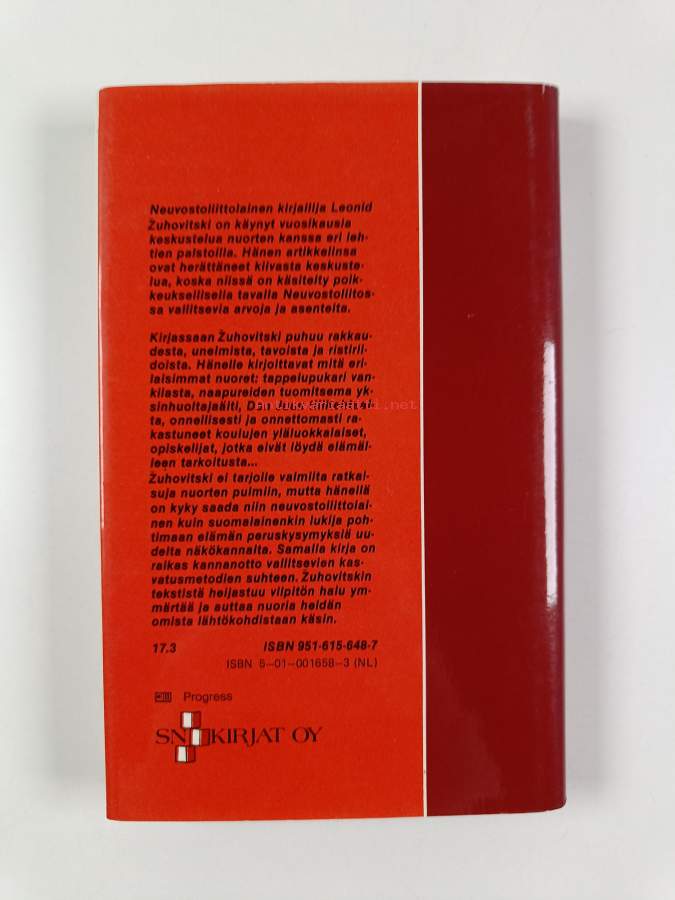 Neuvostoliittolainen kirjailija Leonid
Žuhovitski on käynyt vuosikausia
keskustelua nuorten kanssa eri leh-
tien palstoilla. Hänen artikkelinsa
ovat herättäneet kiivasta keskuste-
lua, koska niissä on käsitelty poik-
keuksellisella tavalla Neuvostoliitos-
sa vallitsevia arvoja ja asenteita.
Kirjassaan Žuhovitski puhuu rakkau-
desta, unelmista, tavoista ja ristirii-
doista. Hänelle kirjoittavat mitä eri-
laisimmat nuoret: tappelupukari van-
kilasta, naapureiden tuomitsema yk-
sinhuoltajaäiti,
ta, onnellisesti ja onnettomasti ra-
kastuneet koulujen yläluokkalaiset,
opiskelijat, jotka eivät löydä elämäl-
leen tarkoitusta...
Žuhovitski ei tarjoile valmiita ratkai-
suja nuorten pulmiin, mutta hänellä
on kyky saada niin neuvostoliittolai-
nen kuin suomalainenkin lukija poh-
timaan elämän peruskysymyksiä uu-
delta näkökannalta. Samalla kirja on
raikas kannanotto vallitsevien kas-
vatusmetodien suhteen. Žuhovitskin
tekstistä heijastuu vilpitön halu ym-
märtää ja auttaa nuoria heidän
omista lähtökohdistaan käsin.
17.3 ISBN 951-615-648-7
ISBN 5—01—001658—3 (NL)
Progress
SN KIRJAT OY
antikvariaatti.net